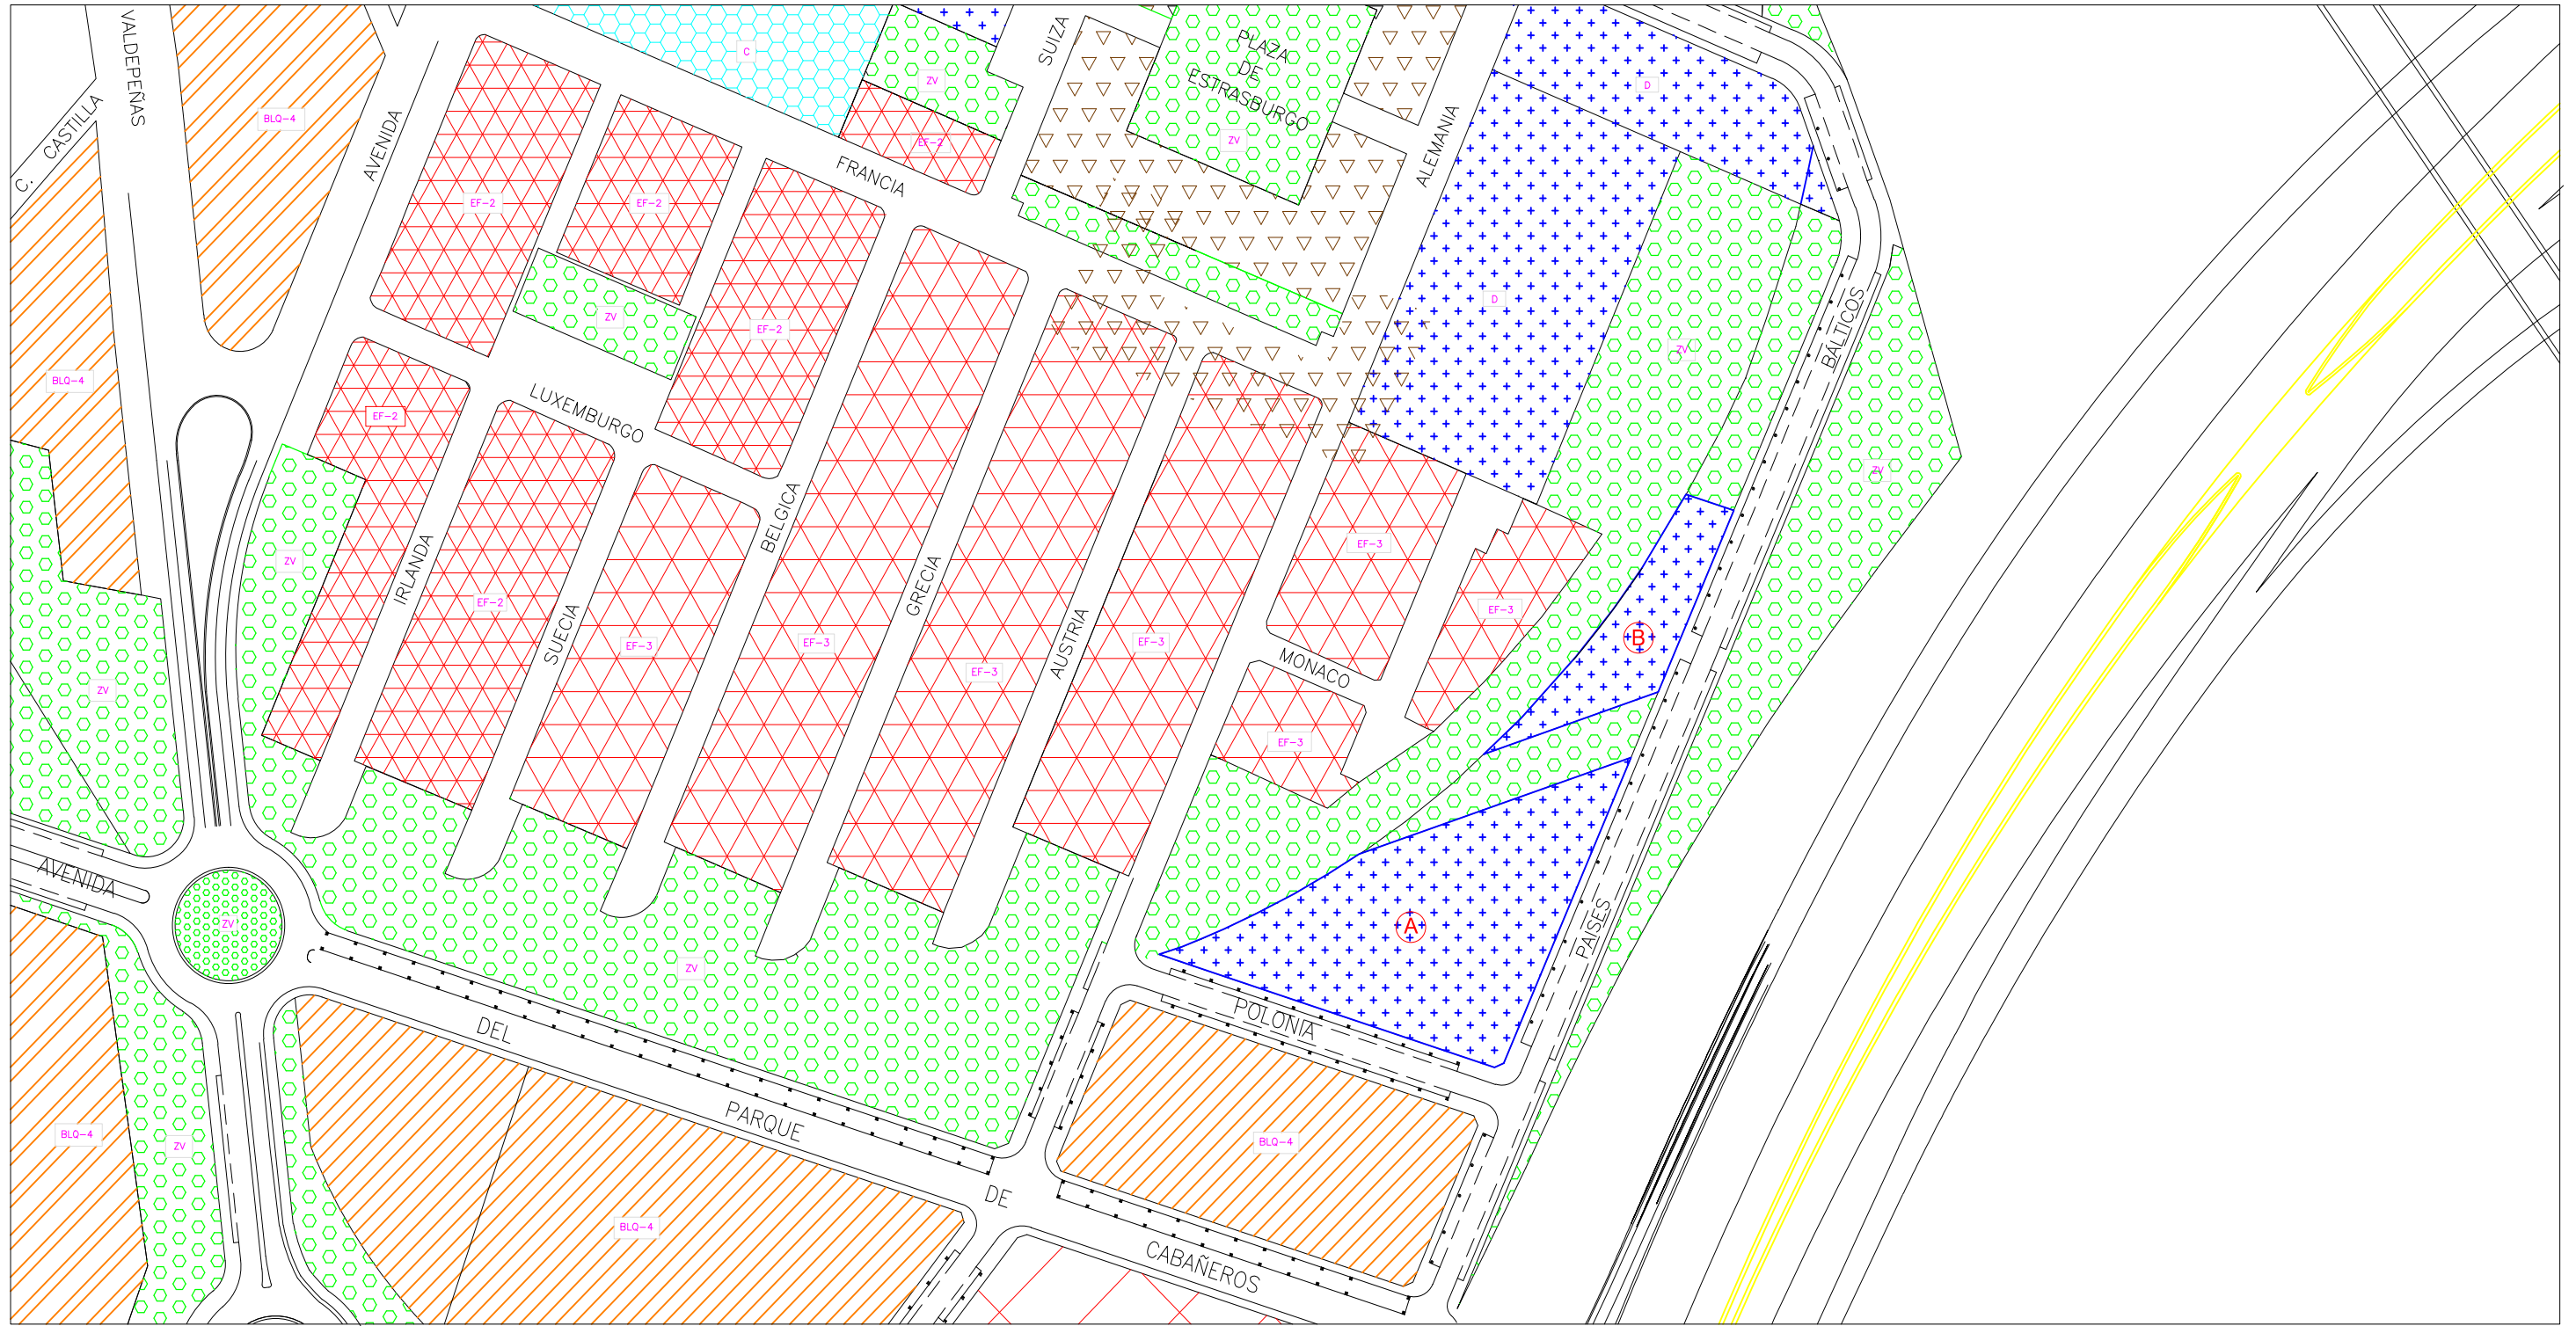 VALDEPEÑAS
C. CASTILLA
BLQ-4
AVENIDA
C
ZV
EF-2
SUIZA
PLAZA
DE
ESTRASBURGO
ZV
D
ALEMANIA
FRANCIA
EF-2
EF-2
EF-2
ZV
D
ZV
BÁLTICOS
BLQ-4
EF-2
LUXEMBURGO
ZV
ZV
IRLANDA
EF-2
SUECIA
EF-3
BELGICA
EF-3
GRECIA
EF-3
AUSTRIA
EF-3
EF-3
EF-3
B
MONACO
EF-3
ZV
AVENIDA
ZV
ZV
A
PAISES
POLONIA
DEL
PARQUE
DE
CABAÑEROS
BLQ-4
ZV
BLQ-4
BLQ-4